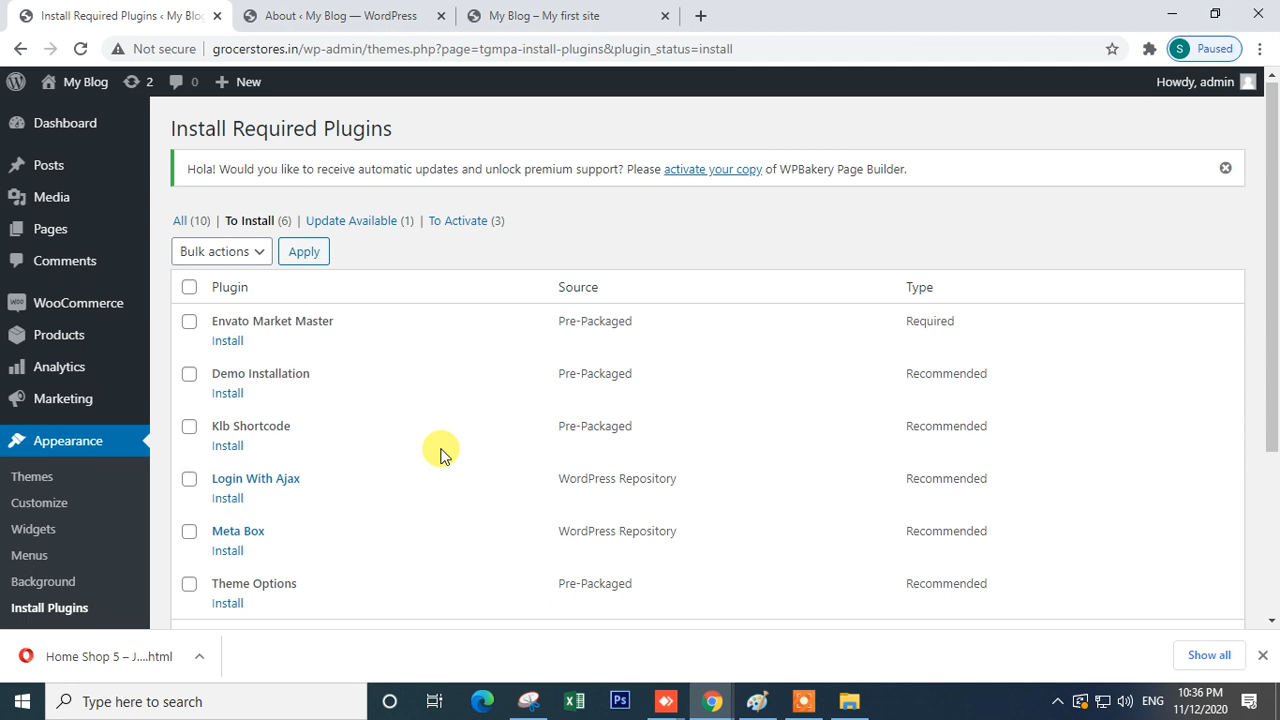 Install Required Plugins ‹ My Blog
About ‹ My Blog — WordPress
My Blog – My first site
Not secure
grocerstores.in/wp-admin/themes.php?page=tgmpa-install-plugins&plugin_status=install
S Paused
My Blog 2 0 New
Howdy, admin
Dashboard
Posts
Media
Pages
Comments
Woo WooCommerce
Products
Analytics
Marketing
Appearance
Themes
Customize
Widgets
Menus
Background
Install Plugins
Install Required Plugins
Hola! Would you like to receive automatic updates and unlock premium support? Please activate your copy of WPBakery Page Builder.
All (10) | To Install (6) | Update Available (1) | To Activate (3)
Bulk actions Apply
Plugin Source Type
Envato Market Master Pre-Packaged Required
Install
Demo Installation Pre-Packaged Recommended
Install
Klb Shortcode Pre-Packaged Recommended
Install
Login With Ajax WordPress Repository Recommended
Install
Meta Box WordPress Repository Recommended
Install
Theme Options Pre-Packaged Recommended
Install
Home Shop 5 – J....html
Show all
Type here to search
Ps
ENG
10:36 PM
11/12/2020